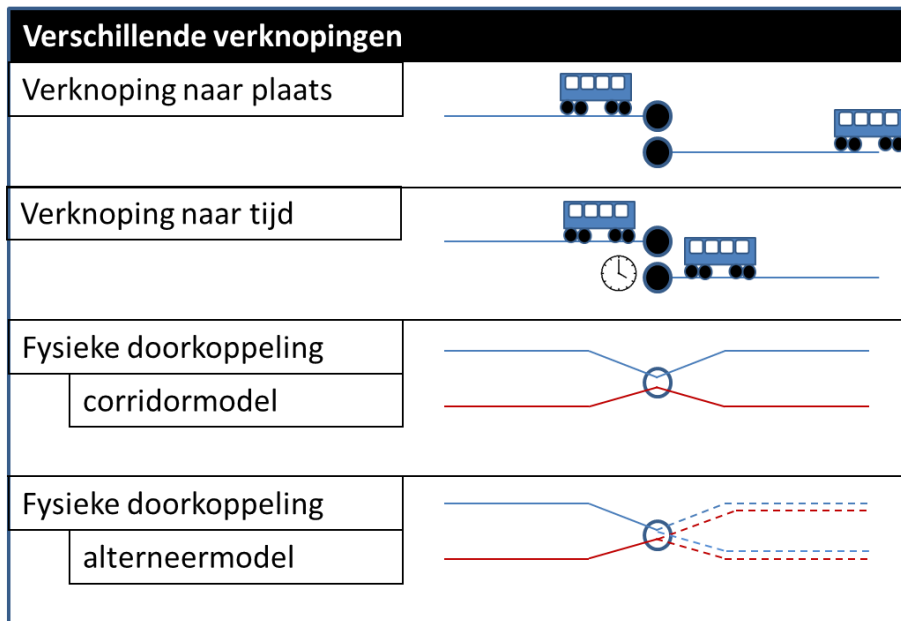 Verschillende verknopingen
Verknoping naar plaats
Verknoping naar tijd
Fysieke doorkoppeling
corridormodel
Fysieke doorkoppeling
alterneermodel